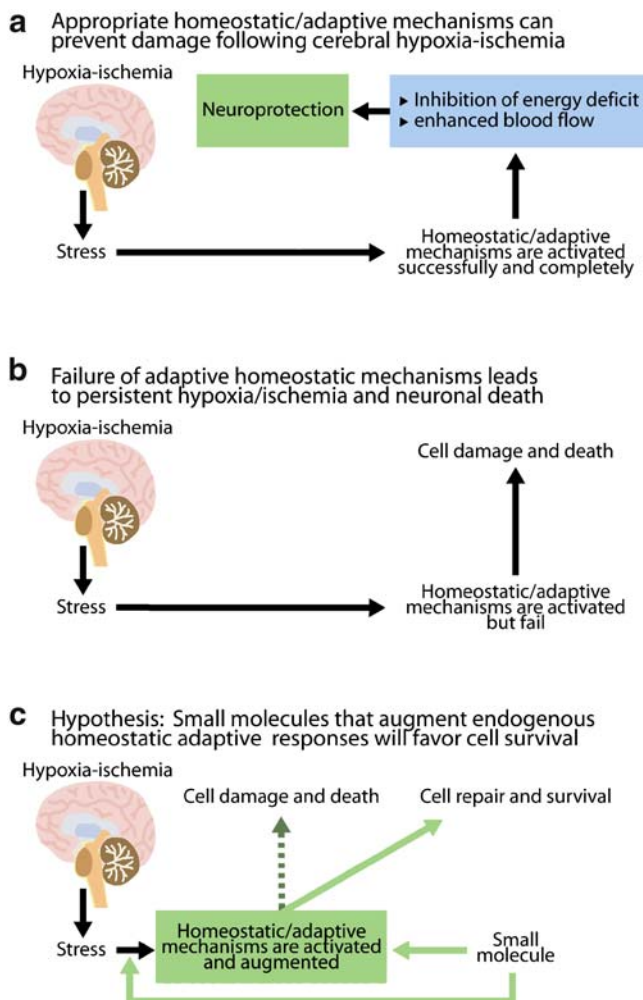 a Appropriate homeostatic/adaptive mechanisms can
prevent damage following cerebral hypoxia-ischemia
Hypoxia-ischemia
Neuroprotection
▸ Inhibition of energy deficit
▸ enhanced blood flow
Stress
Homeostatic/adaptive
mechanisms are activated
successfully and completely
b Failure of adaptive homeostatic mechanisms leads
to persistent hypoxia/ischemia and neuronal death
Hypoxia-ischemia
Cell damage and death
Stress
Homeostatic/adaptive
mechanisms are activated
but fail
c Hypothesis: Small molecules that augment endogenous
homeostatic adaptive responses will favor cell survival
Hypoxia-ischemia
Cell damage and death
Cell repair and survival
Stress
Homeostatic/adaptive
mechanisms are activated
and augmented
Small
molecule